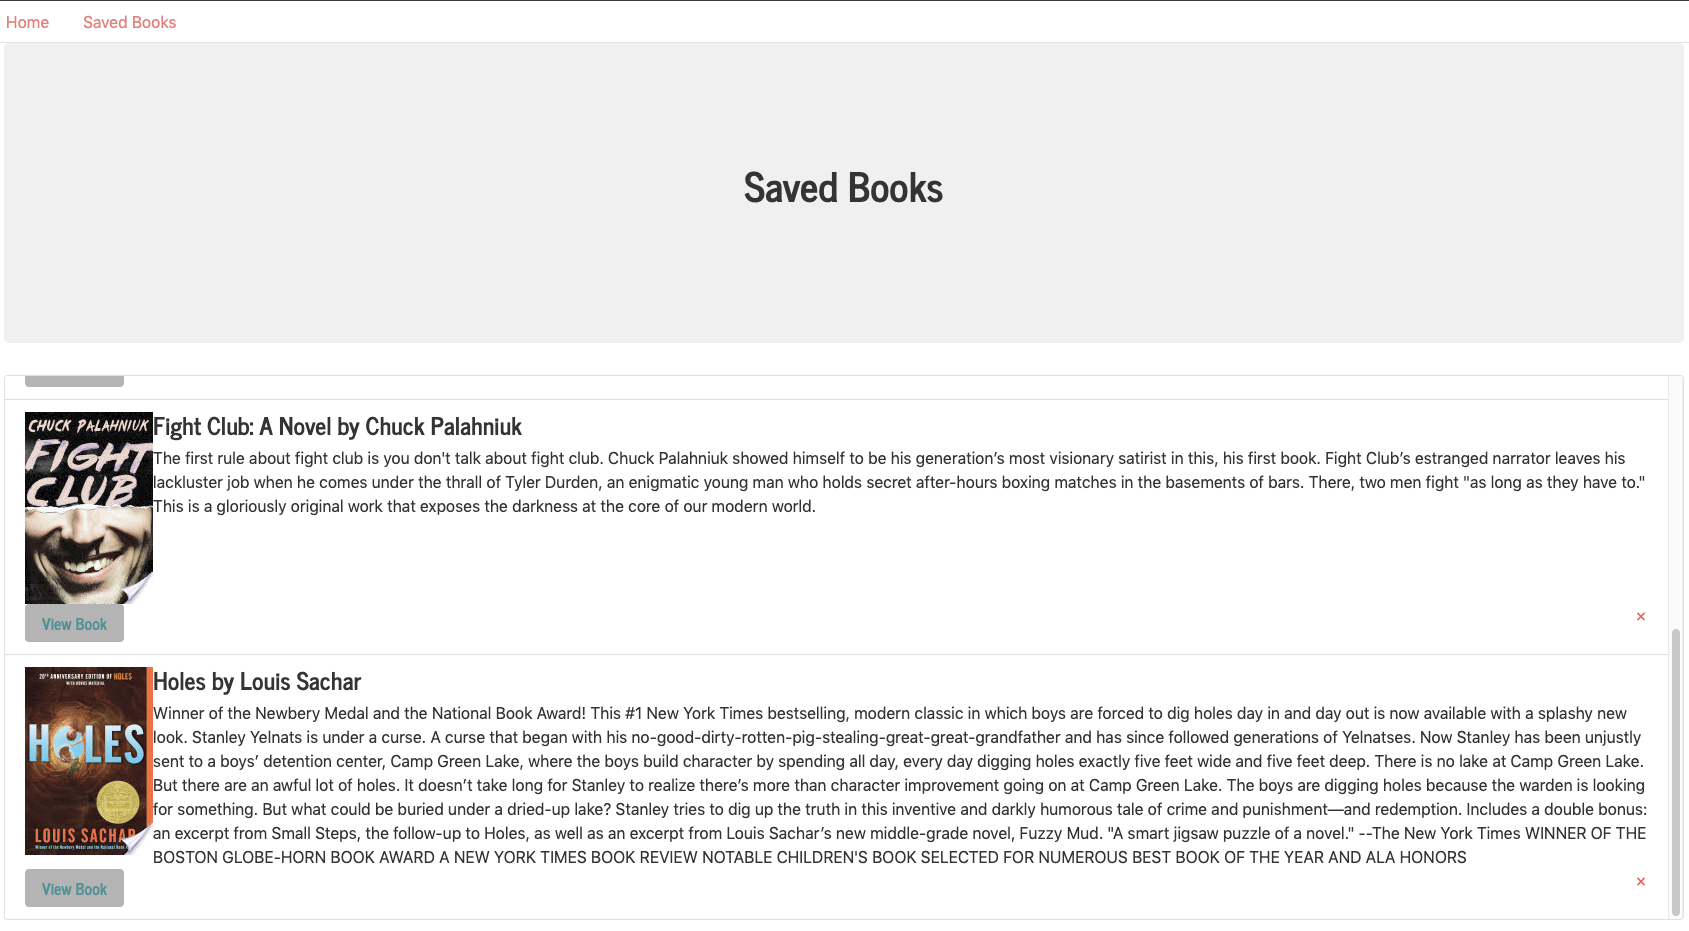 Home
Saved Books
Saved Books
CHUCK PALAHNIUK
FIGHT
CLUB
Fight Club: A Novel by Chuck Palahniuk
The first rule about fight club is you don't talk about fight club. Chuck Palahniuk showed himself to be his generation’s most visionary satirist in this, his first book. Fight Club’s estranged narrator leaves his
lackluster job when he comes under the thrall of Tyler Durden, an enigmatic young man who holds secret after-hours boxing matches in the basements of bars. There, two men fight "as long as they have to."
This is a gloriously original work that exposes the darkness at the core of our modern world.
View Book
×
20TH ANNIVERSARY EDITION OF HOLES
WITH BONUS MATERIAL
HOLES
LOUIS SACHAR
Winner of the Newbery Medal and the National Book
Holes by Louis Sachar
Winner of the Newbery Medal and the National Book Award! This #1 New York Times bestselling, modern classic in which boys are forced to dig holes day in and day out is now available with a splashy new
look. Stanley Yelnats is under a curse. A curse that began with his no-good-dirty-rotten-pig-stealing-great-great-grandfather and has since followed generations of Yelnatses. Now Stanley has been unjustly
sent to a boys’ detention center, Camp Green Lake, where the boys build character by spending all day, every day digging holes exactly five feet wide and five feet deep. There is no lake at Camp Green Lake.
But there are an awful lot of holes. It doesn’t take long for Stanley to realize there’s more than character improvement going on at Camp Green Lake. The boys are digging holes because the warden is looking
for something. But what could be buried under a dried-up lake? Stanley tries to dig up the truth in this inventive and darkly humorous tale of crime and punishment—and redemption. Includes a double bonus:
an excerpt from Small Steps, the follow-up to Holes, as well as an excerpt from Louis Sachar’s new middle-grade novel, Fuzzy Mud. "A smart jigsaw puzzle of a novel." --The New York Times WINNER OF THE
BOSTON GLOBE-HORN BOOK AWARD A NEW YORK TIMES BOOK REVIEW NOTABLE CHILDREN'S BOOK SELECTED FOR NUMEROUS BEST BOOK OF THE YEAR AND ALA HONORS
View Book
×